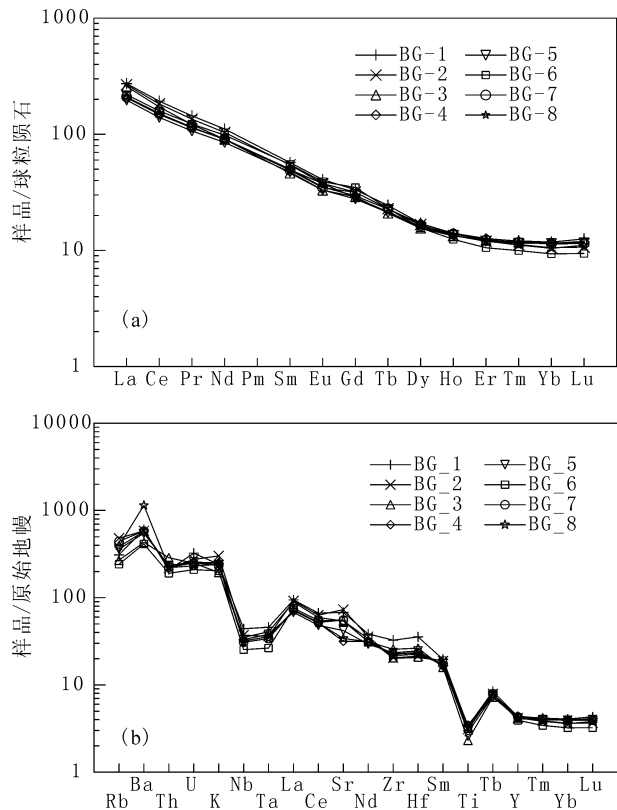 1000
100
10
1
样品/球粒陨石
BG-1 BG-5
BG-2 BG-6
BG-3 BG-7
BG-4 BG-8
(a)
La Ce Pr Nd Pm Sm Eu Gd Tb Dy Ho Er Tm Yb Lu
10000
1000
100
10
1
样品/原始地幔
BG_1 BG_5
BG_2 BG_6
BG_3 BG_7
BG_4 BG_8
(b)
Ba U Nb La Sr Zr Sm Tb Tm Lu
Rb Th K Ta Ce Nd Hf Ti Y Yb